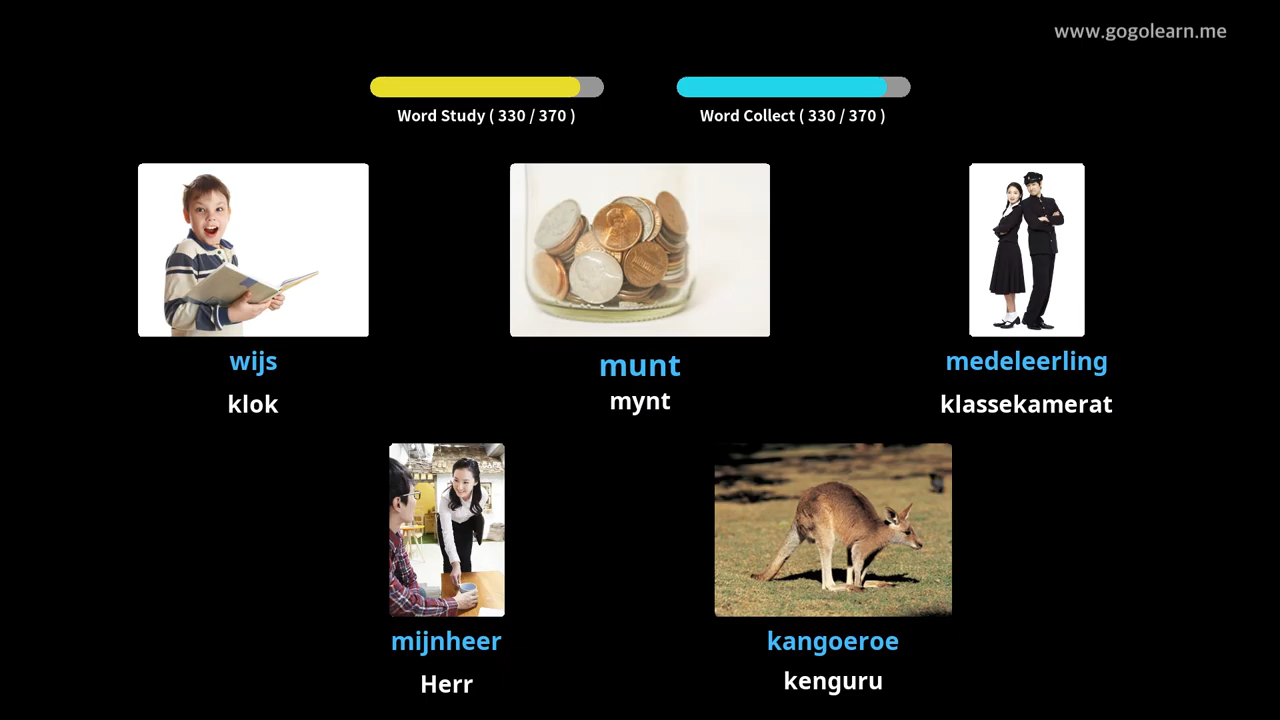 www.gogolearn.me
Word Study ( 330 / 370 )
Word Collect ( 330 / 370 )
wijs
klok
munt
mynt
medeleerling
klassekamerat
mijnheer
Herr
kangoeroe
kenguru